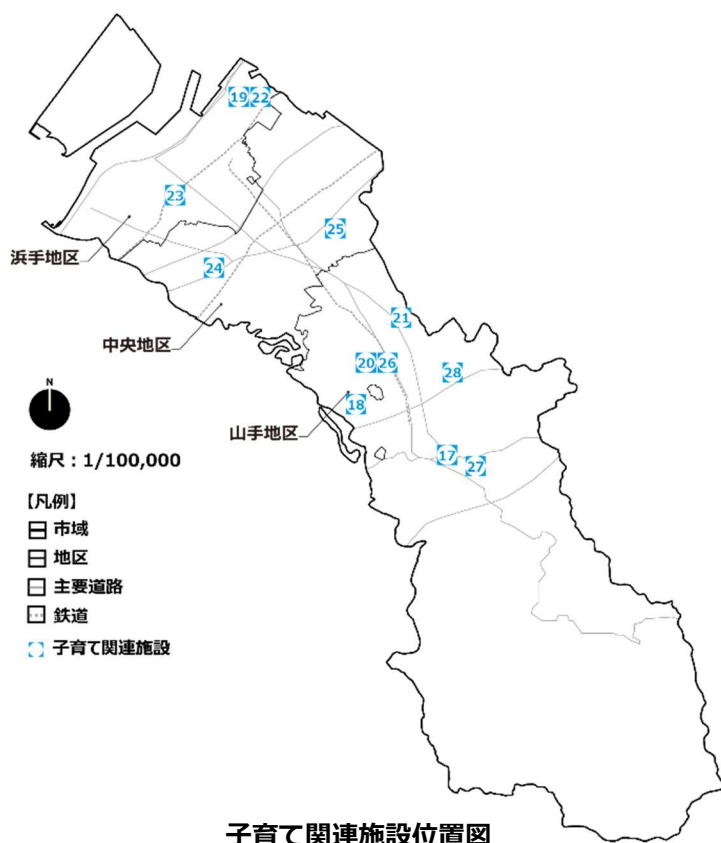 19
22
23
25
浜手地区
24
中央地区
21
20
26
28
N
18
山手地区
縮尺：1/100,000
17
27
【凡例】
市域
地区
主要道路
鉄道
子育て関連施設
子育て関連施設位置図